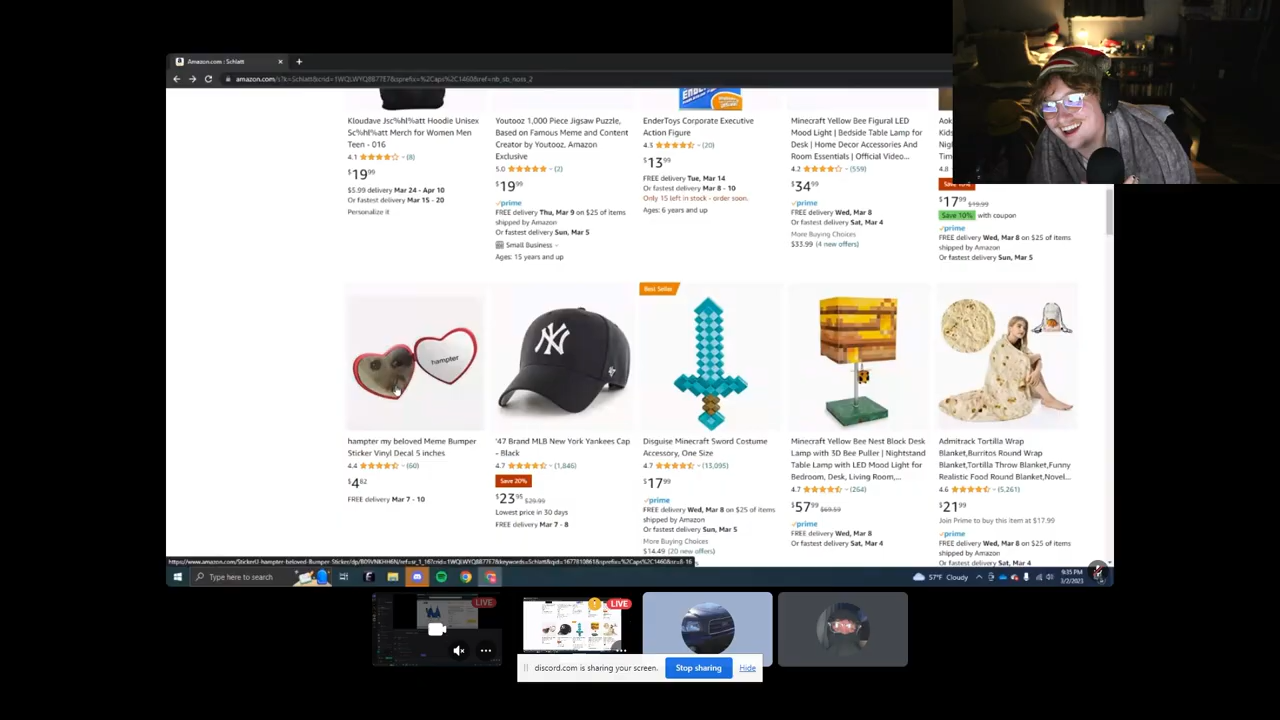 Amazon.com : Schlatt
Kloudave Jsc%hl%att Hoodie Unisex
Sc%hl%att Merch for Women Men
Teen - 016
4.1 (8)
$19.99
$5.99 delivery Mar 24 - Apr 10
Or fastest delivery Mar 15 - 20
Personalize it
Youtooz 1,000 Piece Jigsaw Puzzle,
Based on Famous Meme and Content
Creator by Youtooz, Amazon
Exclusive
5.0 (2)
$19.99
prime
FREE delivery Thu, Mar 9 on $25 of items
shipped by Amazon
Or fastest delivery Sun, Mar 5
Small Business
Ages: 15 years and up
EnderToys Corporate Executive
Action Figure
4.3 (20)
$13.99
FREE delivery Tue, Mar 14
Or fastest delivery Mar 8 - 10
Only 15 left in stock - order soon.
Ages: 6 years and up
Minecraft Yellow Bee Figural LED
Mood Light | Bedside Table Lamp for
Desk | Home Decor Accessories And
Room Essentials | Official Video...
4.2 (559)
$34.99
prime
FREE delivery Wed, Mar 8
Or fastest delivery Sat, Mar 4
More Buying Choices
$33.99 (4 new offers)
4.8
$17.99 $19.99
Save 10% with coupon
prime
FREE delivery Wed, Mar 8 on $25 of items
shipped by Amazon
Or fastest delivery Sun, Mar 5
hampter
hampter my beloved Meme Bumper
Sticker Vinyl Decal 5 inches
4.4 (60)
$4.82
FREE delivery Mar 7 - 10
NY
'47 Brand MLB New York Yankees Cap
- Black
4.7 (1,846)
Save 20%
$23.95 $29.99
Lowest price in 30 days
FREE delivery Mar 7 - 8
Best Seller
Disguise Minecraft Sword Costume
Accessory, One Size
4.7 (13,095)
$17.99
prime
FREE delivery Wed, Mar 8 on $25 of items
shipped by Amazon
Or fastest delivery Sun, Mar 5
More Buying Choices
$14.49 (20 new offers)
Minecraft Yellow Bee Nest Block Desk
Lamp with 3D Bee Puller | Nightstand
Table Lamp with LED Mood Light for
Bedroom, Desk, Living Room,...
4.7 (264)
$57.99 $69.59
prime
FREE delivery Wed, Mar 8
Or fastest delivery Sat, Mar 4
Admitrack Tortilla Wrap
Blanket,Burritos Round Wrap
Blanket,Tortilla Throw Blanket,Funny
Realistic Food Round Blanket,Novel...
4.6 (5,261)
$21.99
Join Prime to buy this item at $17.99
prime
FREE delivery Wed, Mar 8 on $25 of items
shipped by Amazon
Or fastest delivery Sat, Mar 4
Type here to search
57°F Cloudy
9:35 PM
3/2/2023
LIVE
LIVE
discord.com is sharing your screen.
Stop sharing
Hide